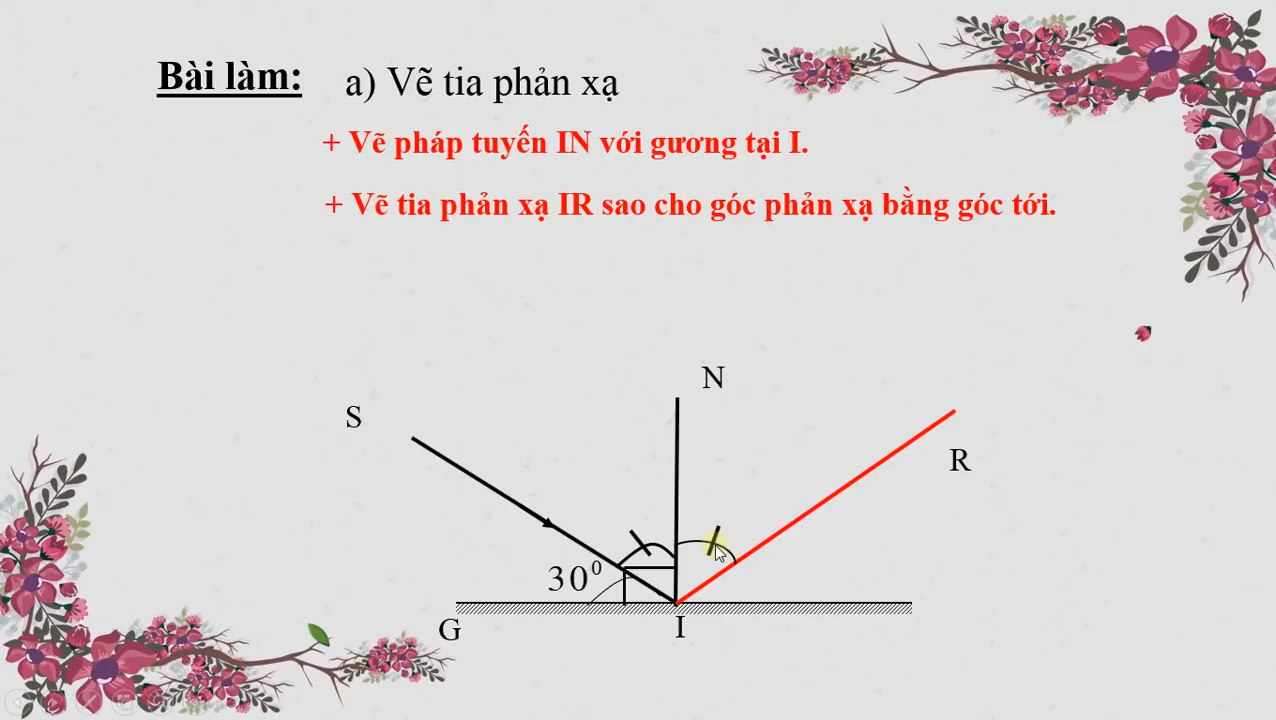 Bài làm: a) Vẽ tia phản xạ
+ Vẽ pháp tuyến IN với gương tại I.
+ Vẽ tia phản xạ IR sao cho góc phản xạ bằng góc tới.
N
S
R
30⁰
G
I